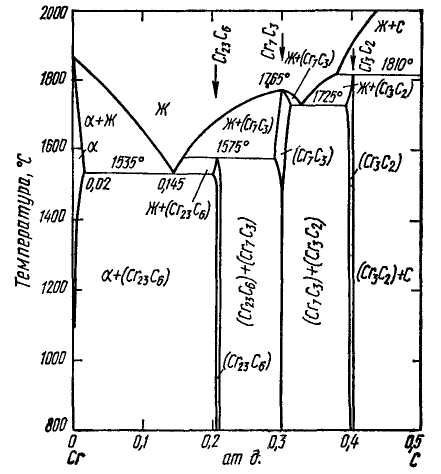 Температура, °С
2000
1800
1600
1400
1200
1000
800
0
0,1
0,2
0,3
0,4
0,5
Cr
ат д.
C
Cr₂₃C₆
Cr₇C₃
Ж+C
Cr₃C₂
Ж+(Cr₇C₃)
1765°
1810°
1725°
Ж+(Cr₃C₂)
Ж
α+Ж
α
Ж+(Cr₇C₃)
1535°
1575°
(Cr₇C₃)
(Cr₃C₂)
0,02
0,145
Ж+(Cr₂₃C₆)
α+(Cr₂₃C₆)
(Cr₂₃C₆)+(Cr₇C₃)
(Cr₇C₃)+(Cr₃C₂)
(Cr₃C₂)+C
(Cr₂₃C₆)